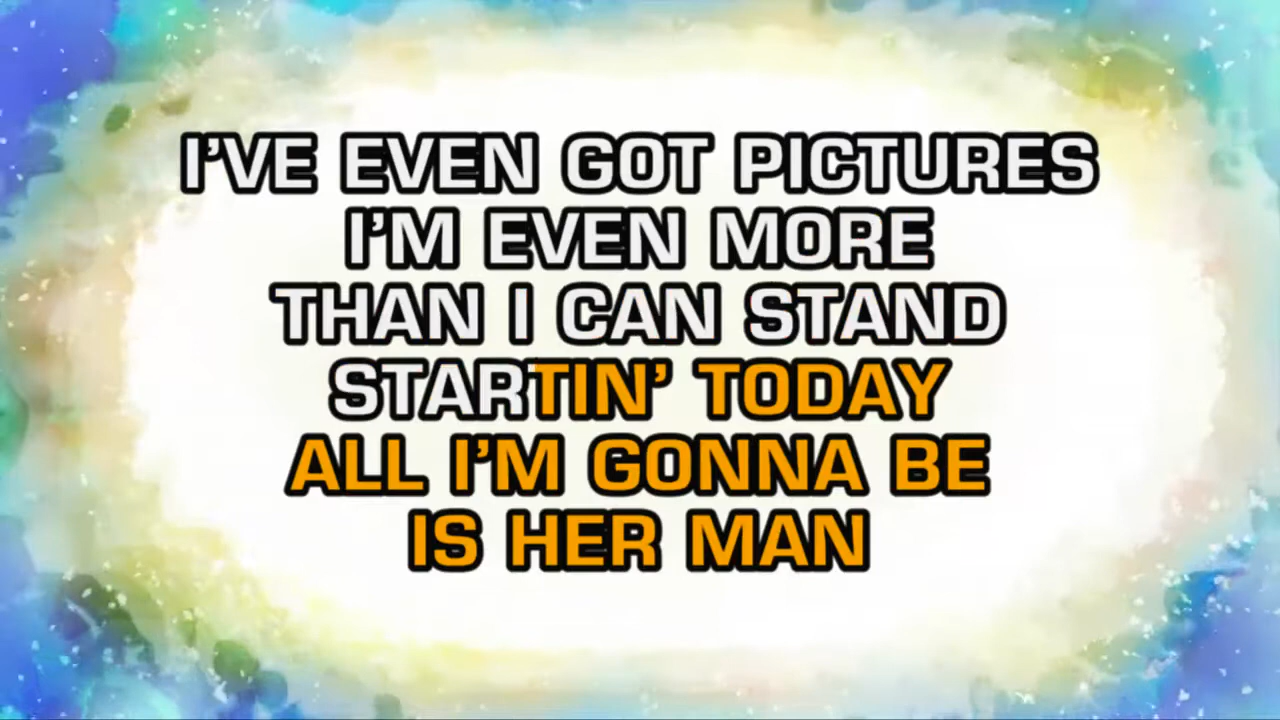 I'VE EVEN GOT PICTURES
I'M EVEN MORE
THAN I CAN STAND
STARTIN' TODAY
ALL I'M GONNA BE
IS HER MAN